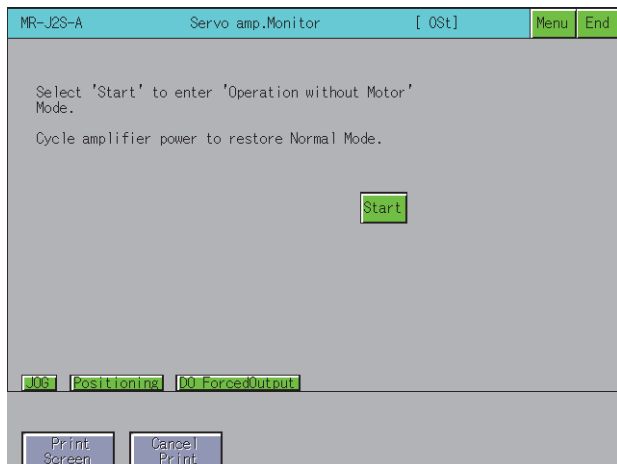 MR-J2S-A Servo amp.Monitor [ OSt] Menu End
Select 'Start' to enter 'Operation without Motor'
Mode.
Cycle amplifier power to restore Normal Mode.
Start
JOG Positioning DO ForcedOutput
Print Cancel
Screen Print